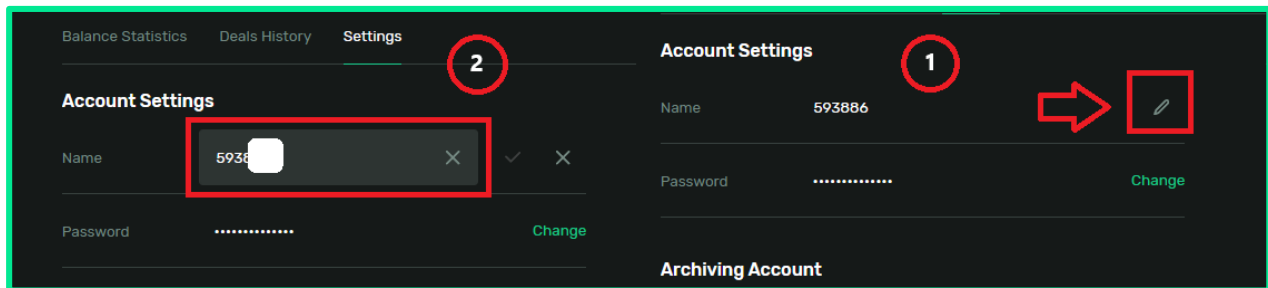 Balance Statistics Deals History Settings
2
Account Settings
Name 5938
Password ••••••••••••••
Change
Account Settings
1
Name 593886
Password ••••••••••••••
Change
Archiving Account